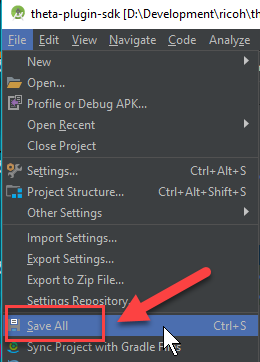 theta-plugin-sdk [D:\Development\ricoh\th
File Edit View Navigate Code Analyze
New
Open...
Profile or Debug APK...
Open Recent
Close Project
Settings... Ctrl+Alt+S
Project Structure... Ctrl+Alt+Shift+S
Other Settings
Import Settings...
Export Settings...
Export to Zip File...
Settings Repository...
Save All Ctrl+S
Sync Project with Gradle Files